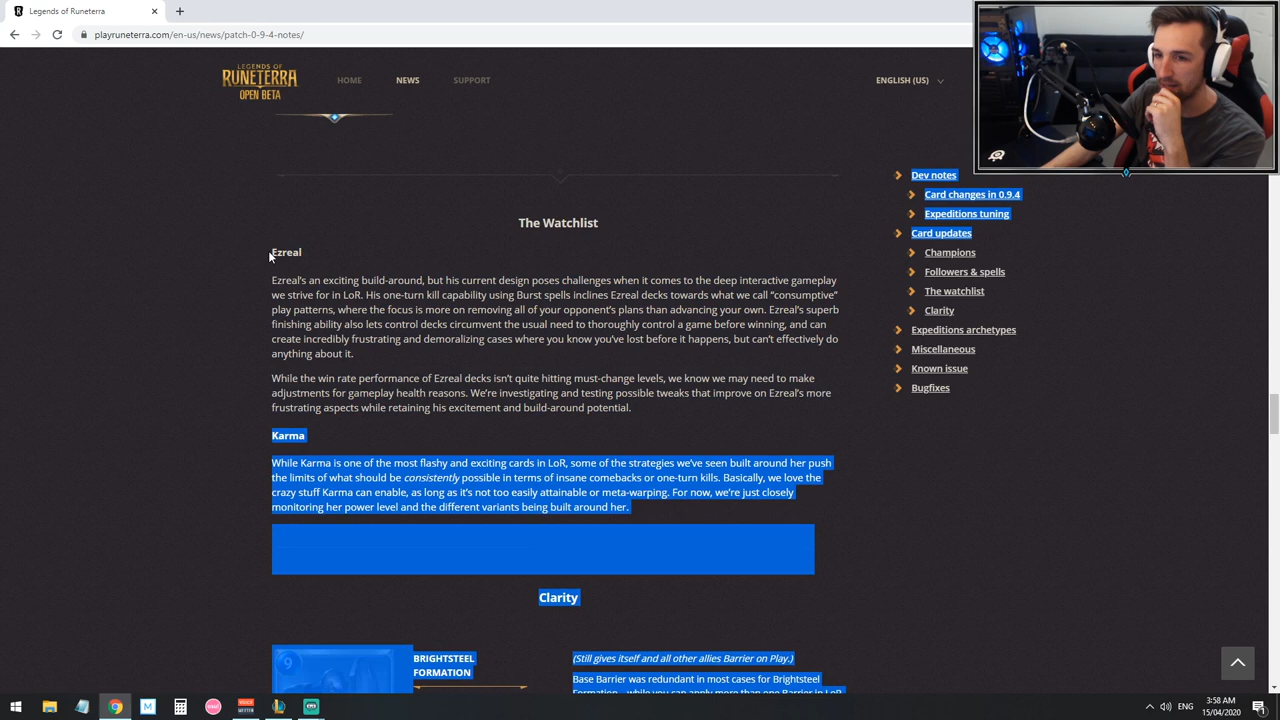 Legends of Runeterra
playruneterra.com/en-us/news/patch-0-9-4-notes/
LEGENDS OF
RUNETERRA
OPEN BETA
HOME
NEWS
SUPPORT
ENGLISH (US)
The Watchlist
Ezreal
Ezreal's an exciting build-around, but his current design poses challenges when it comes to the deep interactive gameplay
we strive for in LoR. His one-turn kill capability using Burst spells inclines Ezreal decks towards what we call “consumptive”
play patterns, where the focus is more on removing all of your opponent's plans than advancing your own. Ezreal's superb
finishing ability also lets control decks circumvent the usual need to thoroughly control a game before winning, and can
create incredibly frustrating and demoralizing cases where you know you've lost before it happens, but can't effectively do
anything about it.
While the win rate performance of Ezreal decks isn't quite hitting must-change levels, we know we may need to make
adjustments for gameplay health reasons. We're investigating and testing possible tweaks that improve on Ezreal's more
frustrating aspects while retaining his excitement and build-around potential.
Karma
While Karma is one of the most flashy and exciting cards in LoR, some of the strategies we've seen built around her push
the limits of what should be consistently possible in terms of insane comebacks or one-turn kills. Basically, we love the
crazy stuff Karma can enable, as long as it's not too easily attainable or meta-warping. For now, we're just closely
monitoring her power level and the different variants being built around her.
Clarity
9
BRIGHTSTEEL
FORMATION
(Still gives itself and all other allies Barrier on Play.)
Base Barrier was redundant in most cases for Brightsteel
Formation—while you can apply more than one Barrier in LoR
Dev notes
Card changes in 0.9.4
Expeditions tuning
Card updates
Champions
Followers & spells
The watchlist
Clarity
Expeditions archetypes
Miscellaneous
Known issue
Bugfixes
ENG
3:58 AM
15/04/2020